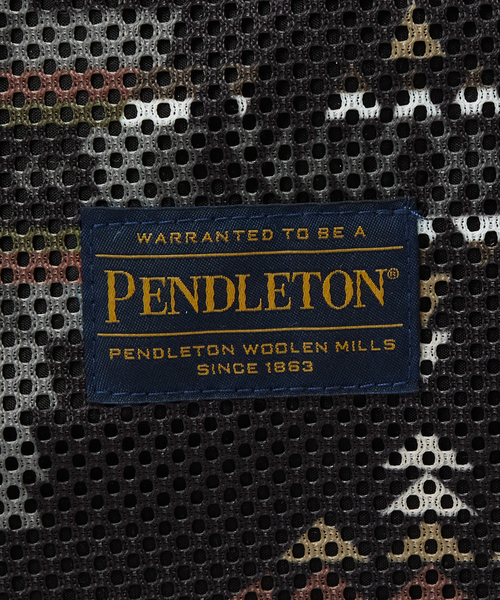 WARRANTED TO BE A
PENDLETON®
PENDLETON WOOLEN MILLS
SINCE 1863